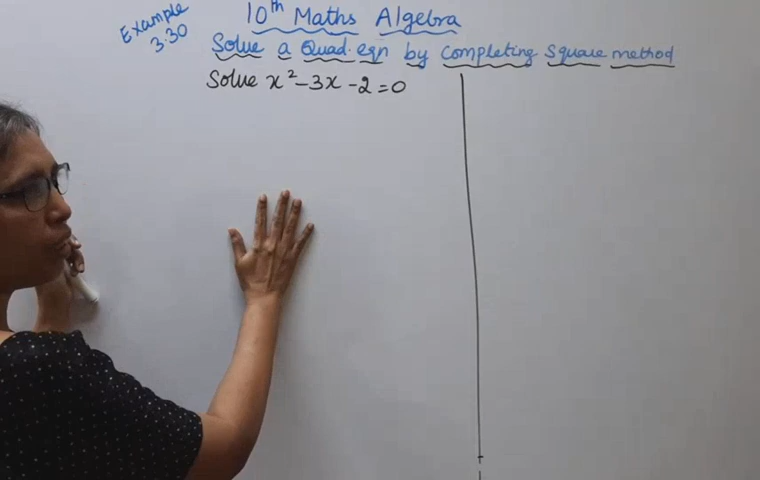 Example
3.30
10th Maths Algebra
Solve a Quad. eqn by Completing Square method
Solve x² - 3x - 2 = 0